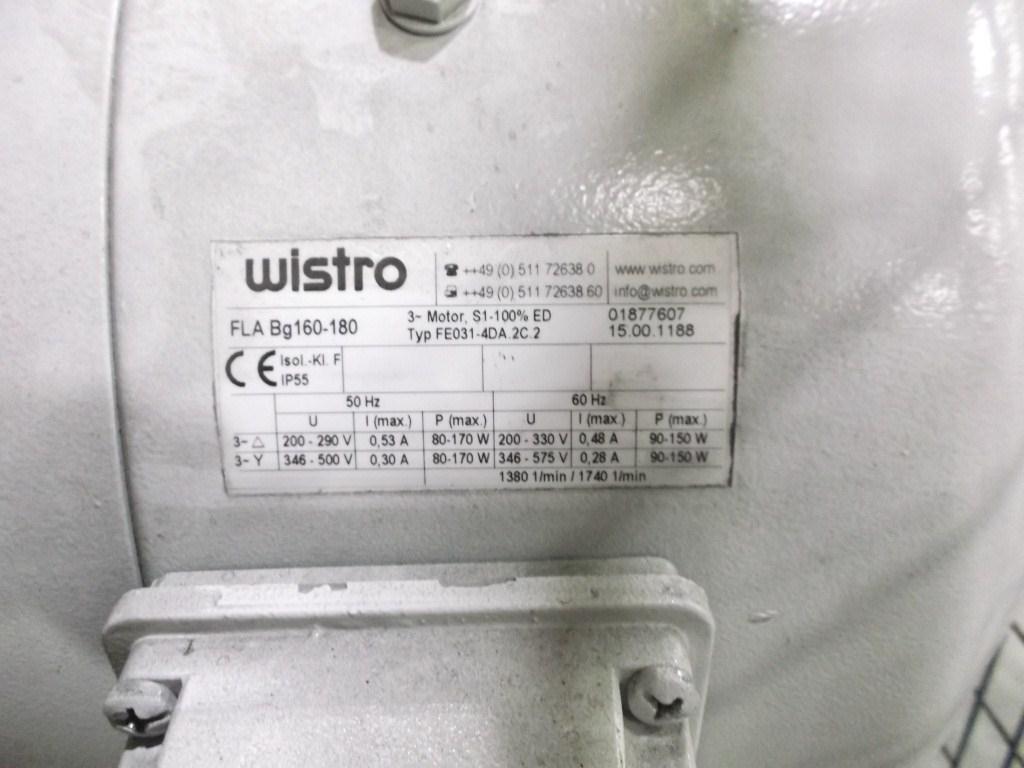 wistro
☎ ++49 (0) 511 72638 0 www.wistro.com
++49 (0) 511 72638 60 info@wistro.com
FLA Bg160-180 3~ Motor, S1-100% ED 01877607
Typ FE031-4DA.2C.2 15.00.1188
CE Isol.-Kl. F
IP55
50 Hz 60 Hz
U I (max.) P (max.) U I (max.) P (max.)
3~ △ 200 - 290 V 0,53 A 80-170 W 200 - 330 V 0,48 A 90-150 W
3~ Y 346 - 500 V 0,30 A 80-170 W 346 - 575 V 0,28 A 90-150 W
1380 1/min / 1740 1/min